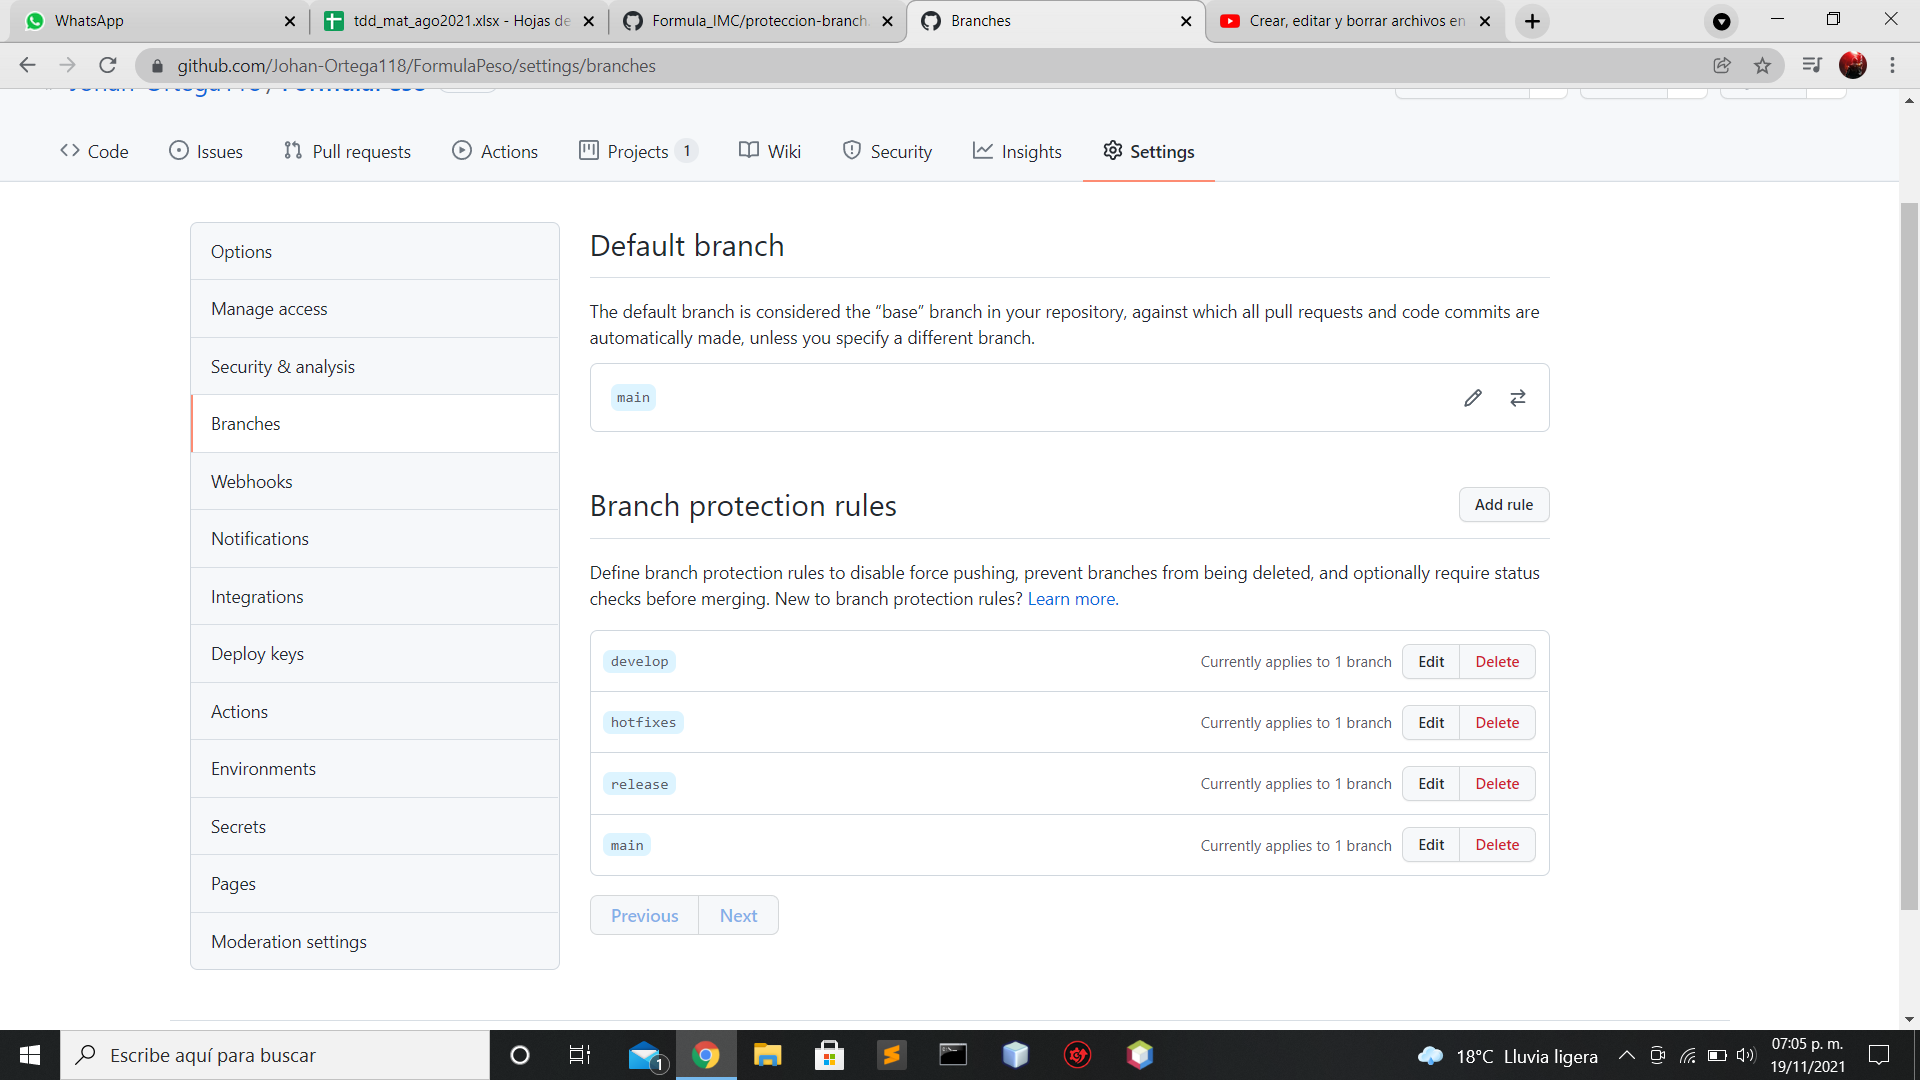 WhatsApp
tdd_mat_ago2021.xlsx - Hojas de
Formula_IMC/proteccion-branch.
Branches
Crear, editar y borrar archivos en
github.com/Johan-Ortega118/FormulaPeso/settings/branches
Johan-Ortega118 / FormulaPeso
Code
Issues
Pull requests
Actions
Projects 1
Wiki
Security
Insights
Settings
Options
Manage access
Security & analysis
Branches
Webhooks
Notifications
Integrations
Deploy keys
Actions
Environments
Secrets
Pages
Moderation settings
Default branch
The default branch is considered the “base” branch in your repository, against which all pull requests and code commits are
automatically made, unless you specify a different branch.
main
Branch protection rules
Add rule
Define branch protection rules to disable force pushing, prevent branches from being deleted, and optionally require status
checks before merging. New to branch protection rules? Learn more.
develop Currently applies to 1 branch Edit Delete
hotfixes Currently applies to 1 branch Edit Delete
release Currently applies to 1 branch Edit Delete
main Currently applies to 1 branch Edit Delete
Previous Next
Escribe aquí para buscar
1
18°C Lluvia ligera
07:05 p. m.
19/11/2021